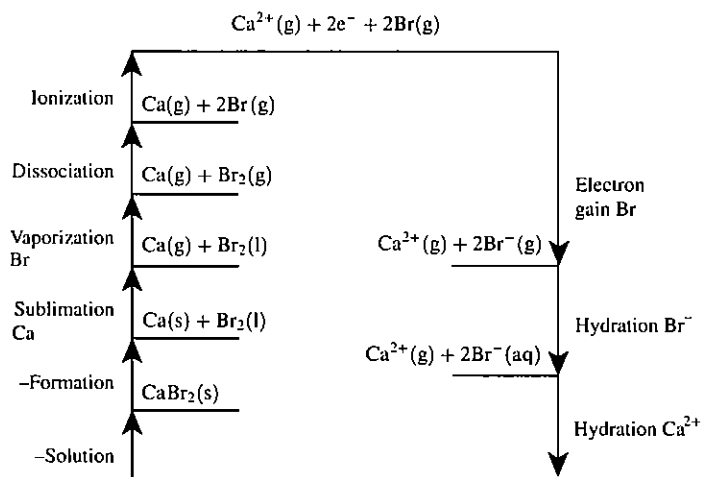 Ca²⁺(g) + 2e⁻ + 2Br(g)
Ionization
Ca(g) + 2Br(g)
Dissociation
Ca(g) + Br₂(g)
Electron
gain Br
Vaporization
Br
Ca(g) + Br₂(l)
Ca²⁺(g) + 2Br⁻(g)
Sublimation
Ca
Ca(s) + Br₂(l)
Hydration Br⁻
Ca²⁺(g) + 2Br⁻(aq)
–Formation
CaBr₂(s)
Hydration Ca²⁺
–Solution